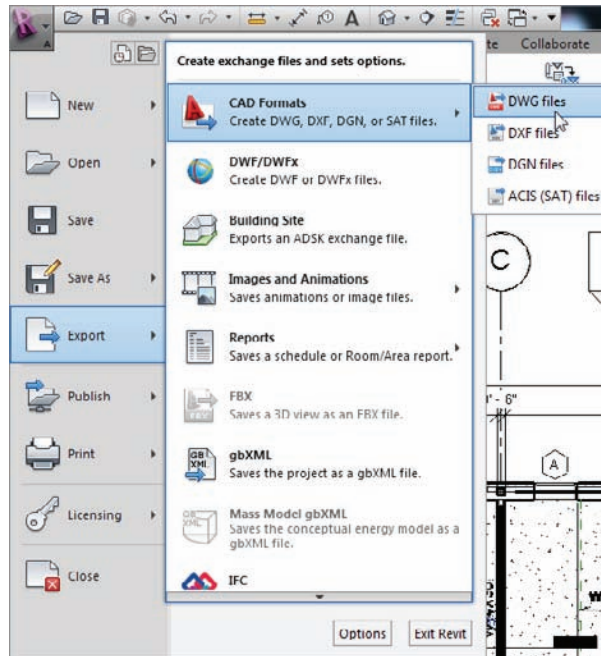 te Collaborate
Create exchange files and sets options.
New
Open
Save
Save As
Export
Publish
Print
Licensing
Close
CAD Formats
Create DWG, DXF, DGN, or SAT files.
DWF/DWFx
Create DWF or DWFx files.
Building Site
Exports an ADSK exchange file.
Images and Animations
Saves animations or image files.
Reports
Saves a schedule or Room/Area report.
FBX
Saves a 3D view as an FBX file.
gbXML
Saves the project as a gbXML file.
Mass Model gbXML
Saves the conceptual energy model as a
gbXML file.
IFC
Options
Exit Revit
DWG files
DXF files
DGN files
ACIS (SAT) files
C
' - 6"
A